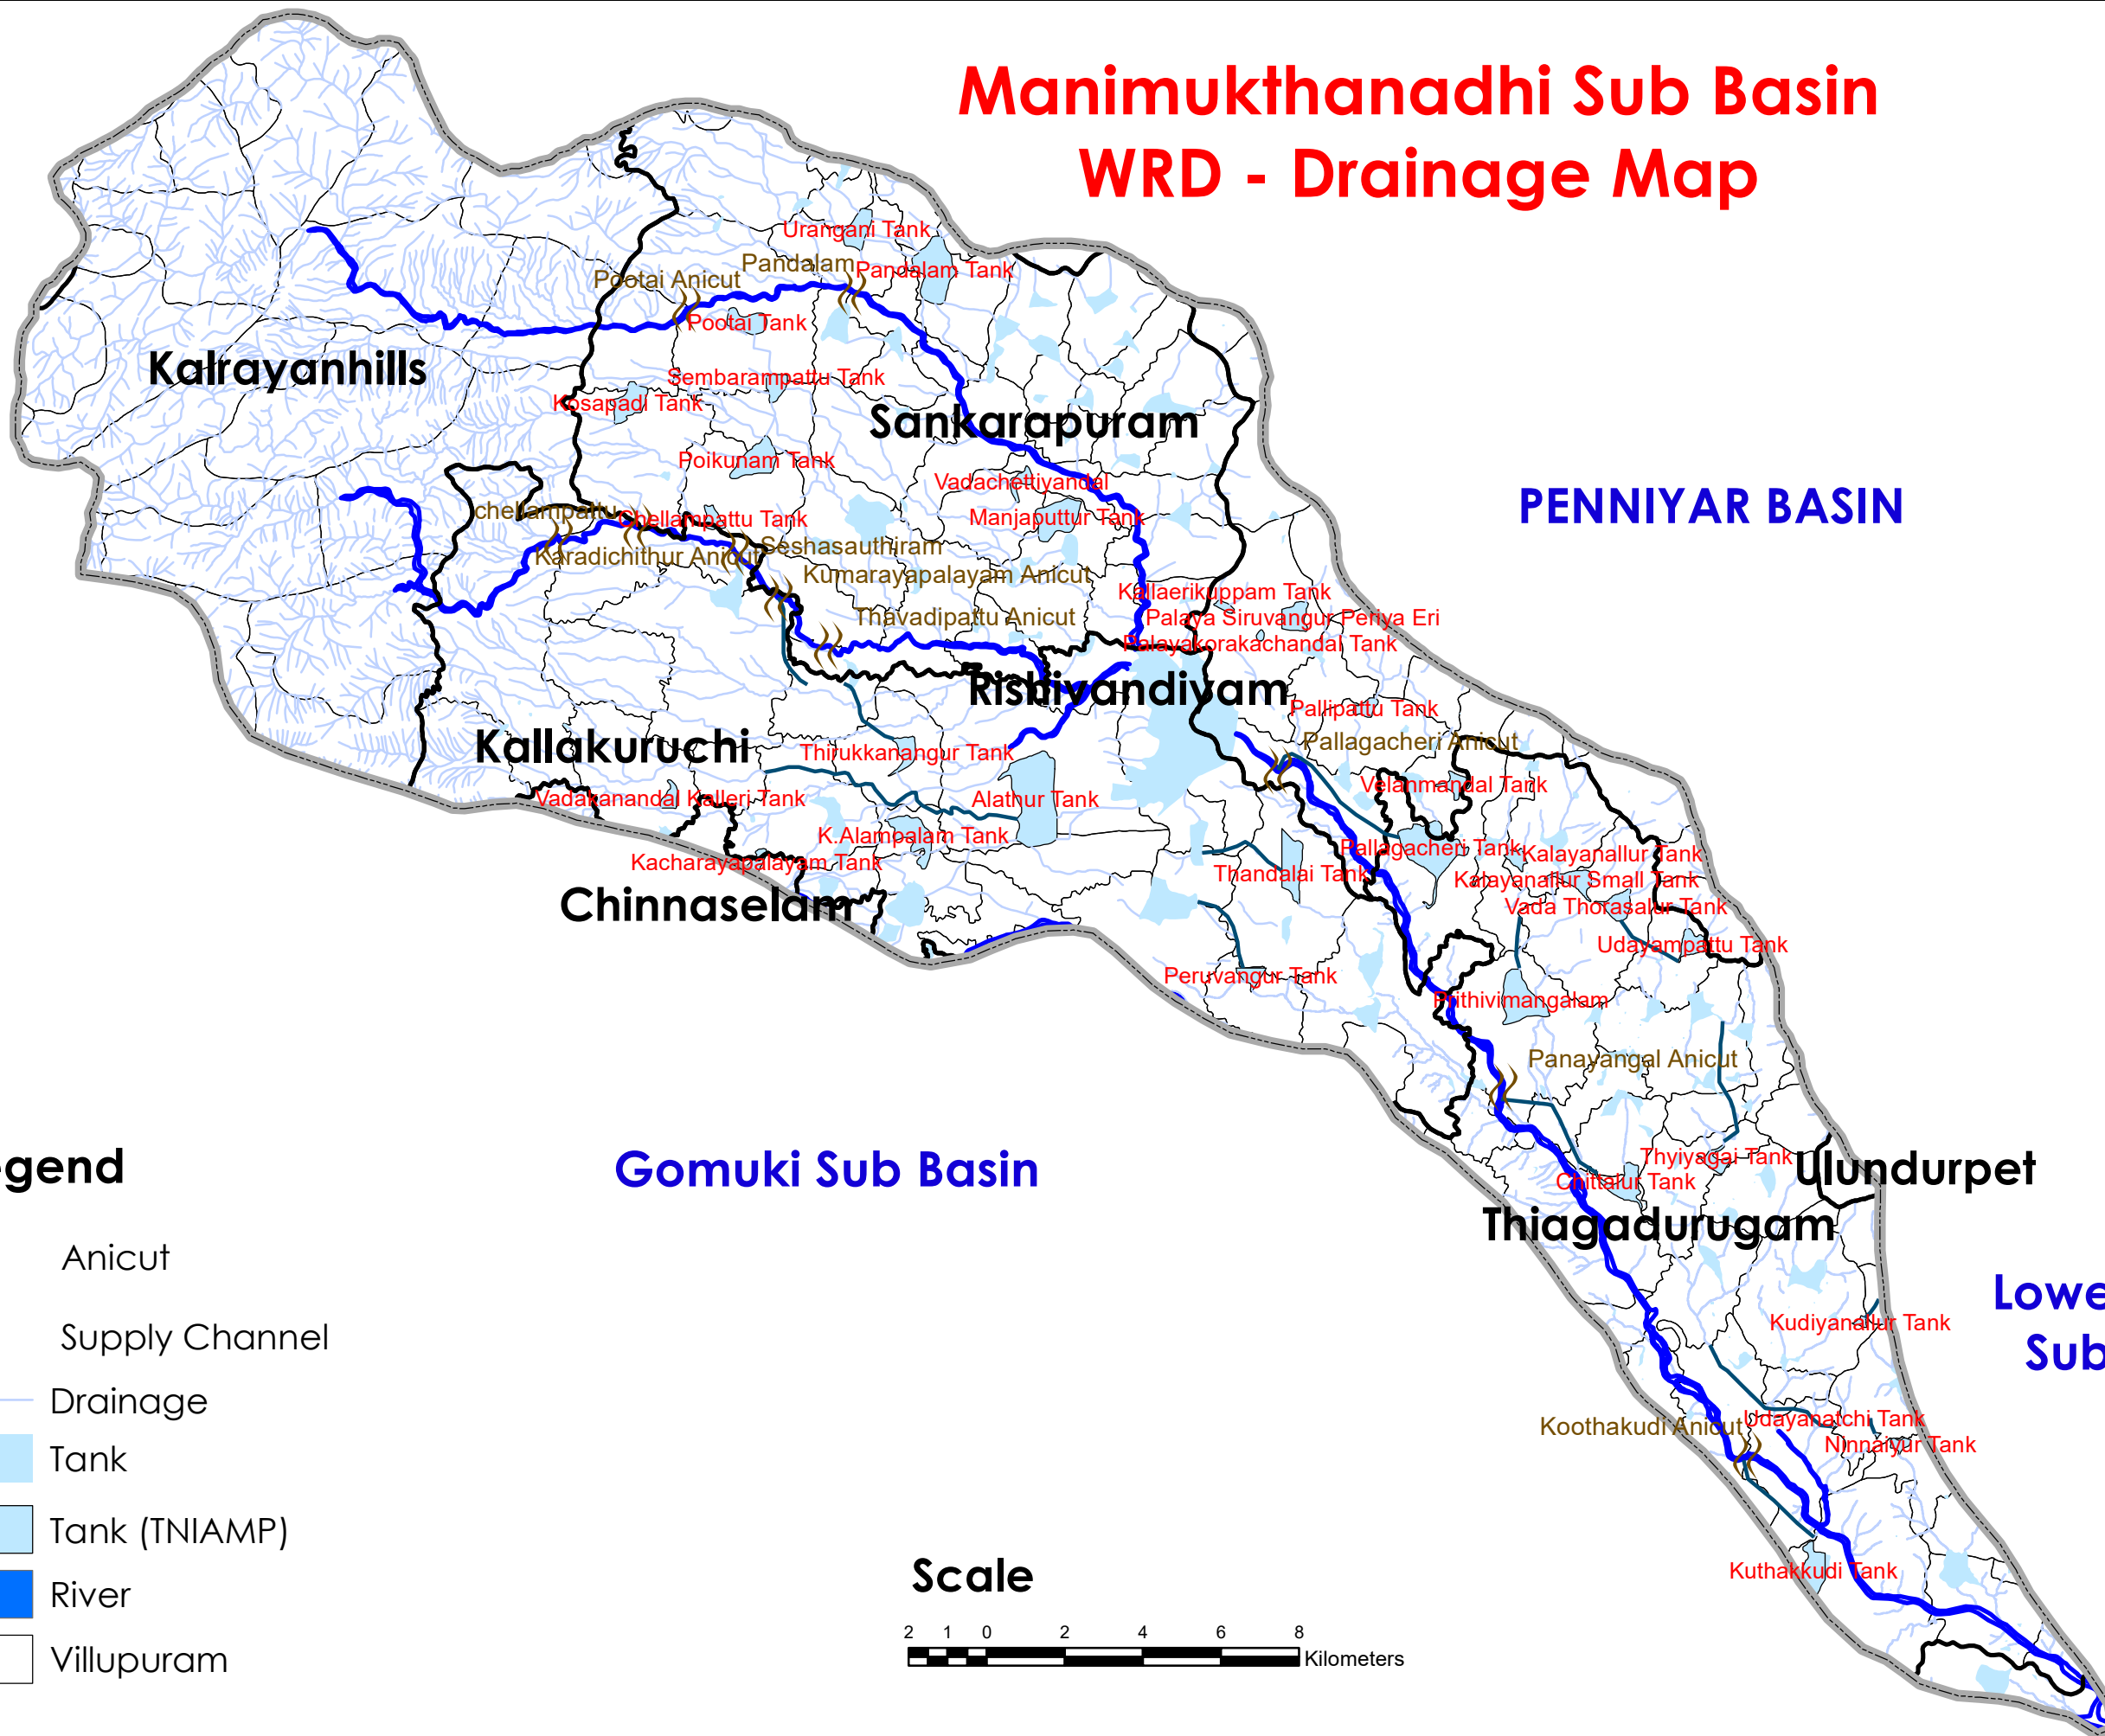 Manimukthanadhi Sub Basin
WRD - Drainage Map
Urangani Tank
Pandalam
Pandalam Tank
Pootai Anicut
Pootai Tank
Kalrayanhills
Sembarampattu Tank
Kosapadi Tank
Sankarapuram
Poikunam Tank
Vadachettiyandal
PENNIYAR BASIN
chellampattu
Chellampattu Tank
Manjaputtur Tank
Karadichithur Anicut
Seshasauthiram
Kumarayapalayam Anicut
Kallaerikuppam Tank
Thavadipattu Anicut
Palaya Siruvangur Periya Eri
Palayakorakachandal Tank
Rishivandiyam
Pallipattu Tank
Kallakuruchi
Thirukkanangur Tank
Pallagacheri Anicut
Velanmandal Tank
Vadakanandal Kalleri Tank
Alathur Tank
K.Alampalam Tank
Pallagacheri Tank
Kalayanallur Tank
Kacharayapalayam Tank
Thandalai Tank
Kalayanallur Small Tank
Chinnaselam
Vada Thorasalur Tank
Udayampattu Tank
Peruvangur Tank
Prithivimangalam
Panayangal Anicut
Gomuki Sub Basin
Thyiyagai Tank
Ulundurpet
Chittalur Tank
Thiagadurugam
Lowe
Sub
Kudiyanallur Tank
Koothakudi Anicut
Udayanatchi Tank
Ninnaiyur Tank
Kuthakkudi Tank
gend
Anicut
Supply Channel
Drainage
Tank
Tank (TNIAMP)
River
Villupuram
Scale
2 1 0 2 4 6 8
Kilometers